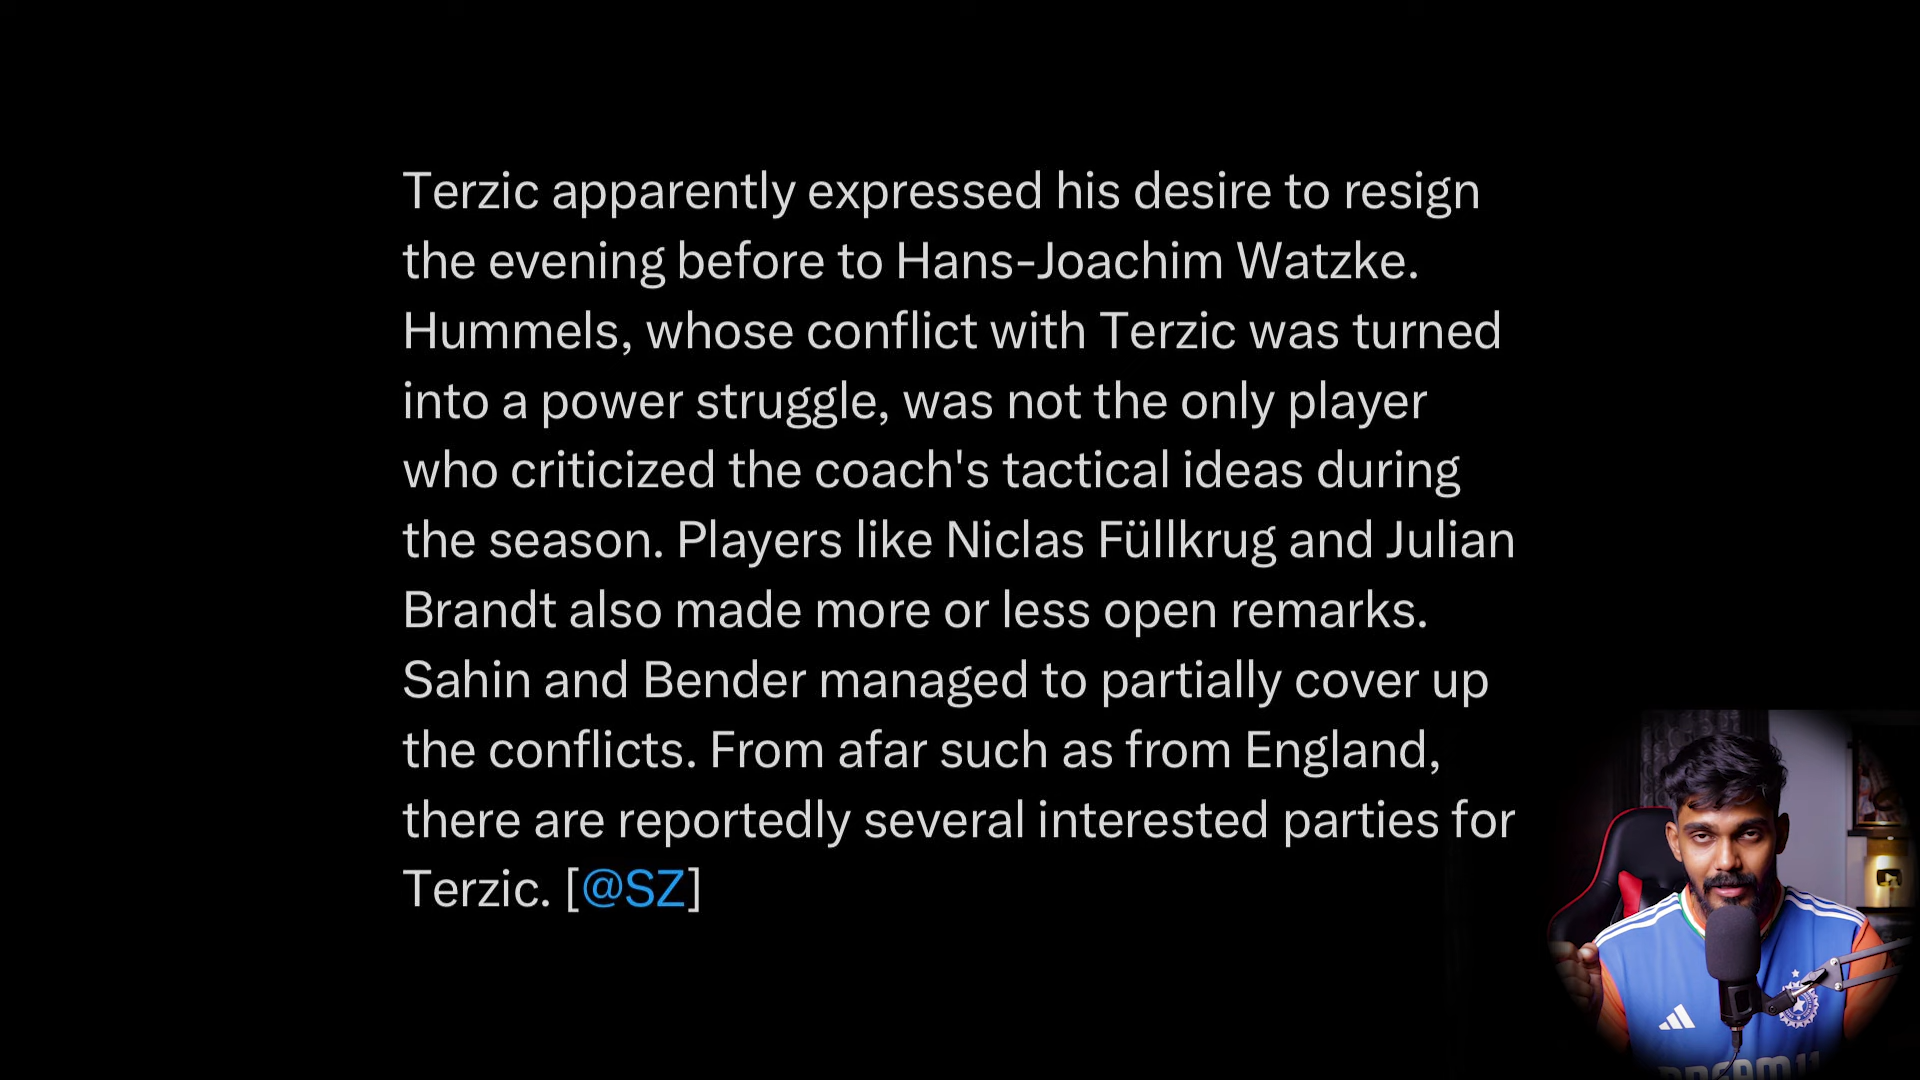 Terzic apparently expressed his desire to resign
the evening before to Hans-Joachim Watzke.
Hummels, whose conflict with Terzic was turned
into a power struggle, was not the only player
who criticized the coach's tactical ideas during
the season. Players like Niclas Füllkrug and Julian
Brandt also made more or less open remarks.
Sahin and Bender managed to partially cover up
the conflicts. From afar such as from England,
there are reportedly several interested parties for
Terzic. [@SZ]
DREAM11